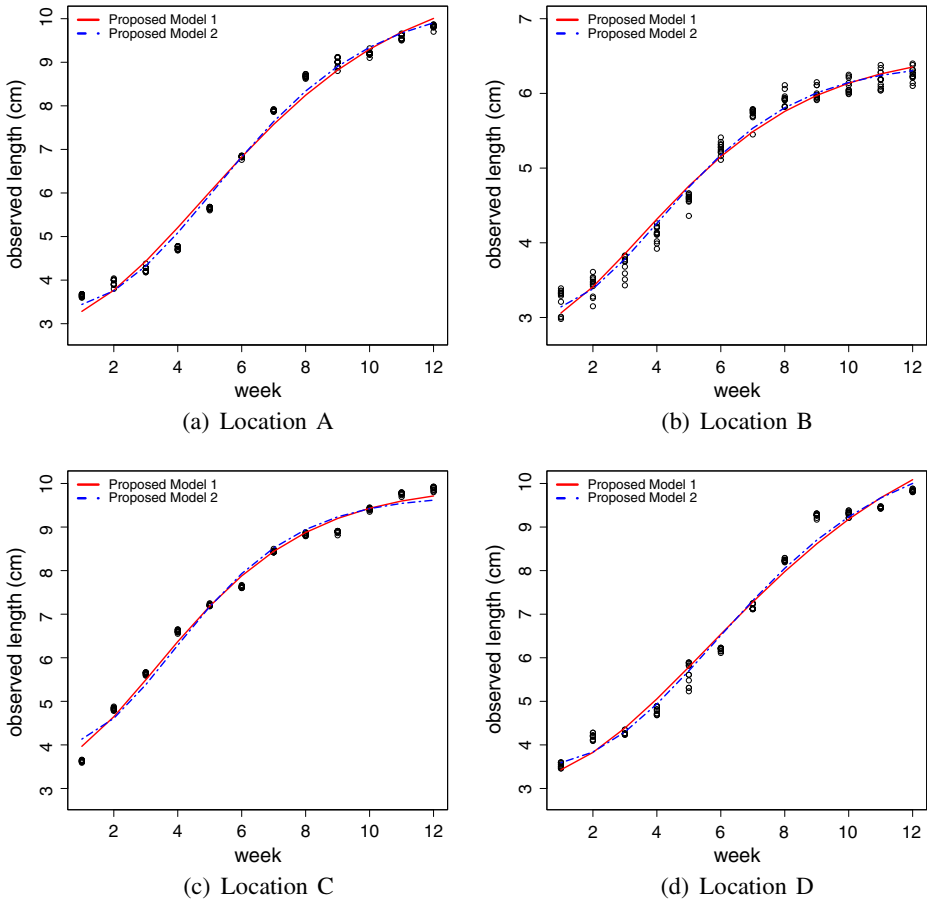 Proposed Model 1
Proposed Model 2
observed length (cm)
10
9
8
7
6
5
4
3
2 4 6 8 10 12
week
(a) Location A
Proposed Model 1
Proposed Model 2
observed length (cm)
7
6
5
4
3
2 4 6 8 10 12
week
(b) Location B
Proposed Model 1
Proposed Model 2
observed length (cm)
10
9
8
7
6
5
4
3
2 4 6 8 10 12
week
(c) Location C
Proposed Model 1
Proposed Model 2
observed length (cm)
10
9
8
7
6
5
4
3
2 4 6 8 10 12
week
(d) Location D